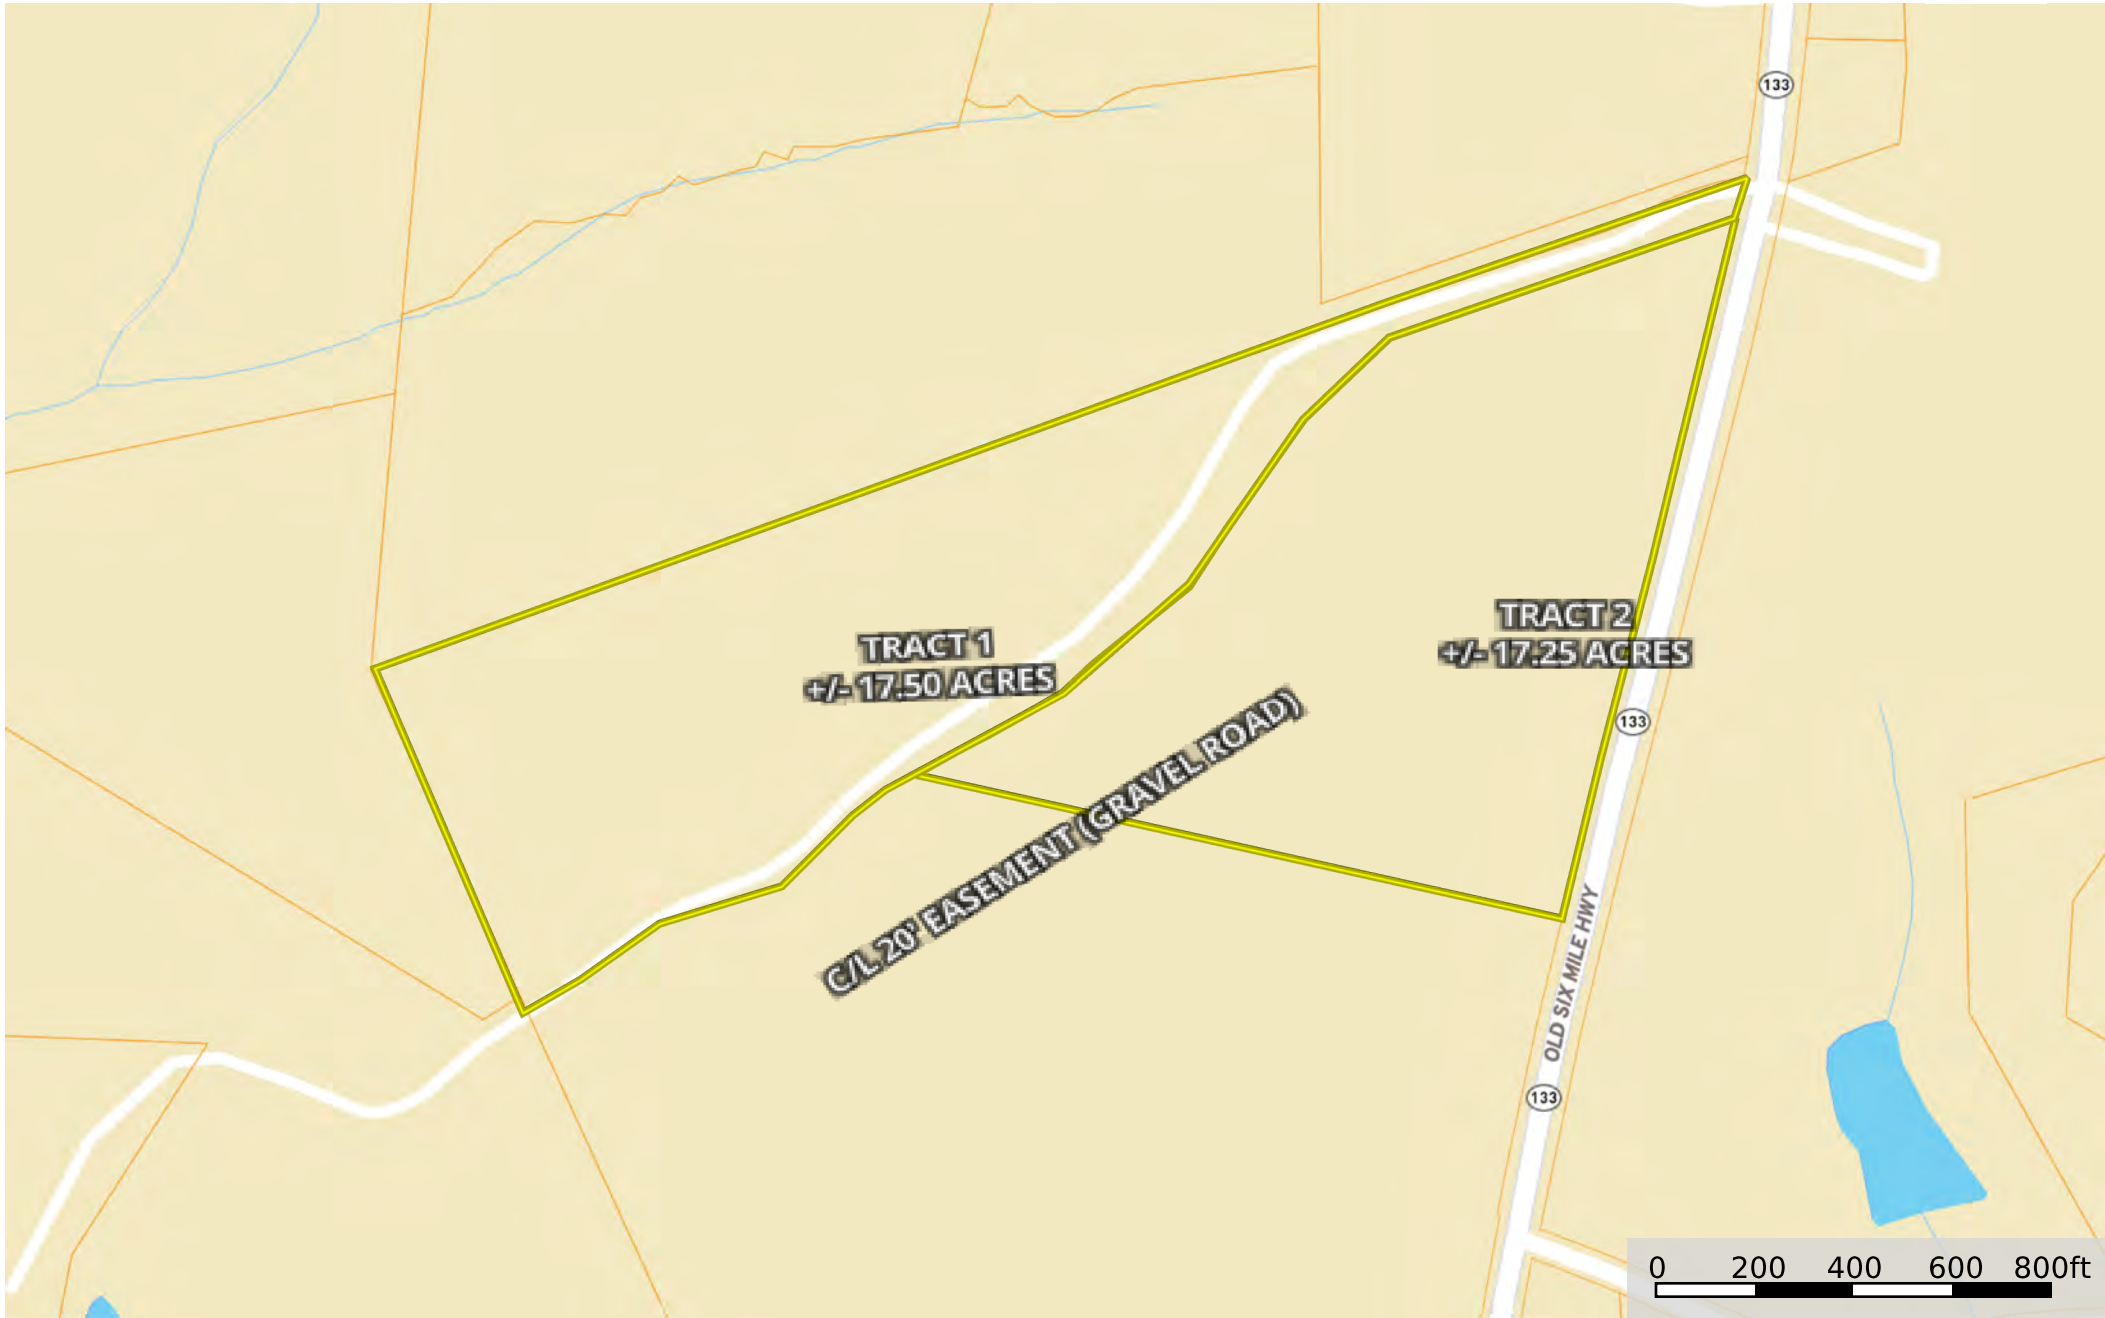 133
TRACT 1
+/- 17.50 ACRES
TRACT 2
+/- 17.25 ACRES
C/L 20' EASEMENT (GRAVEL ROAD)
133
OLD SIX MILE HWY
133
0 200 400 600 800ft